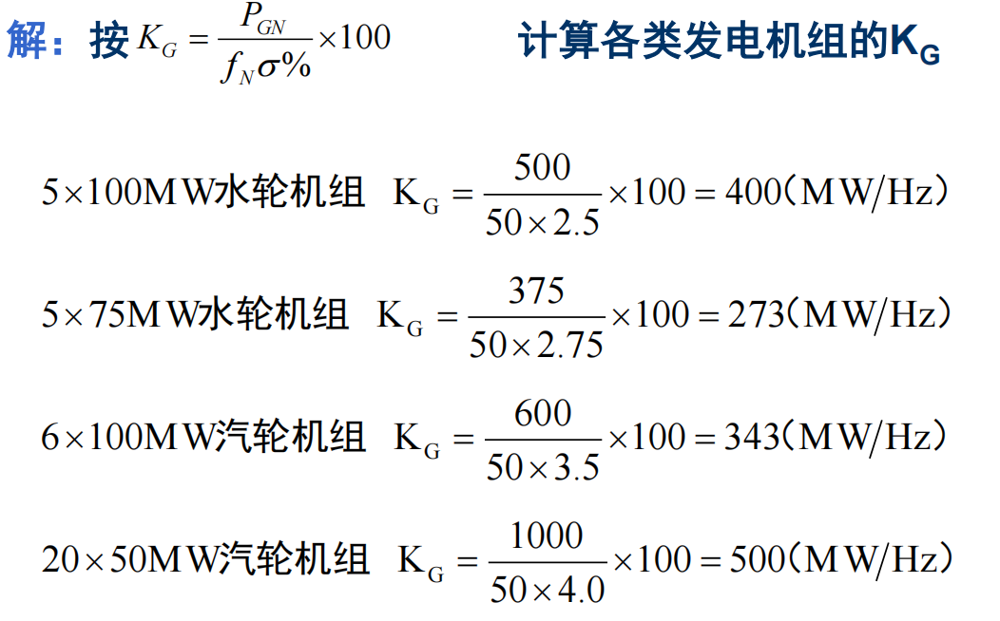 解：按 K_G = P_GN / (f_N σ%) ×100 计算各类发电机组的K_G
5×100MW水轮机组 K_G = 500 / (50×2.5) ×100 = 400(MW/Hz)
5×75MW水轮机组 K_G = 375 / (50×2.75) ×100 = 273(MW/Hz)
6×100MW汽轮机组 K_G = 600 / (50×3.5) ×100 = 343(MW/Hz)
20×50MW汽轮机组 K_G = 1000 / (50×4.0) ×100 = 500(MW/Hz)